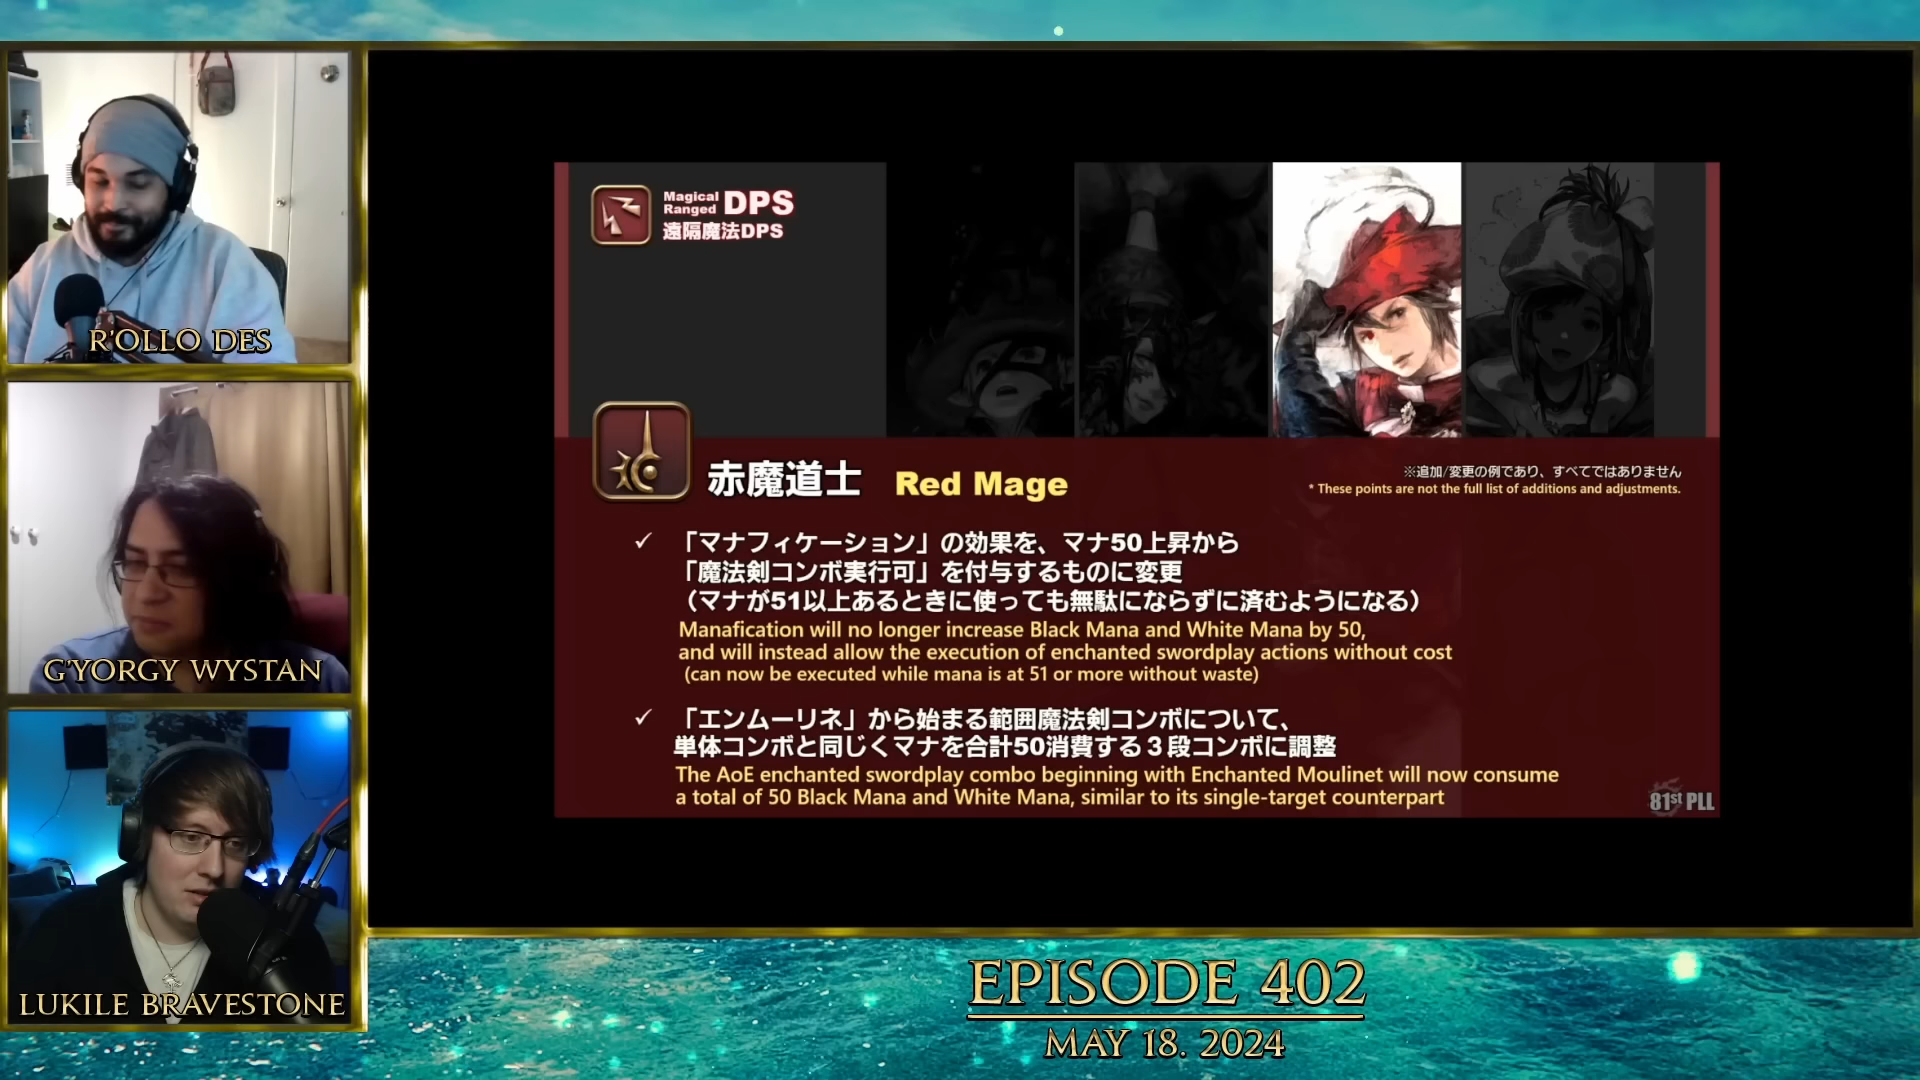 R'OLLO DES
G'YORGY WYSTAN
LUKILE BRAVESTONE
Magical
Ranged DPS
遠隔魔法DPS
赤魔道士 Red Mage
※追加/変更の例であり、すべてではありません
* These points are not the full list of additions and adjustments.
✓ 「マナフィケーション」の効果を、マナ50上昇から
「魔法剣コンボ実行可」を付与するものに変更
（マナが51以上あるときに使っても無駄にならずに済むようになる）
Manafication will no longer increase Black Mana and White Mana by 50,
and will instead allow the execution of enchanted swordplay actions without cost
(can now be executed while mana is at 51 or more without waste)
✓ 「エンムーリネ」から始まる範囲魔法剣コンボについて、
単体コンボと同じくマナを合計50消費する３段コンボに調整
The AoE enchanted swordplay combo beginning with Enchanted Moulinet will now consume
a total of 50 Black Mana and White Mana, similar to its single-target counterpart
81st PLL
EPISODE 402
MAY 18. 2024